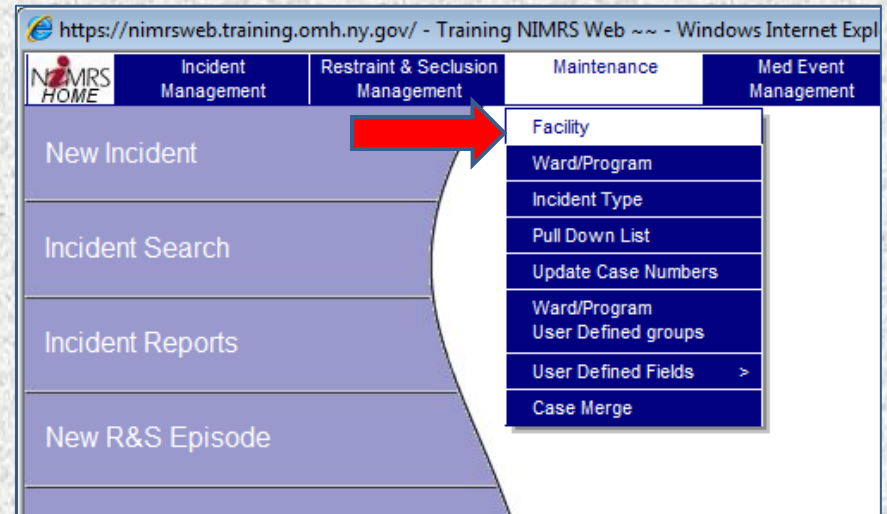 https://nimrsweb.training.omh.ny.gov/ - Training NIMRS Web ~~ - Windows Internet Expl
NIMRS
HOME
Incident
Management
Restraint & Seclusion
Management
Maintenance
Med Event
Management
New Incident
Incident Search
Incident Reports
New R&S Episode
Facility
Ward/Program
Incident Type
Pull Down List
Update Case Numbers
Ward/Program
User Defined groups
User Defined Fields >
Case Merge